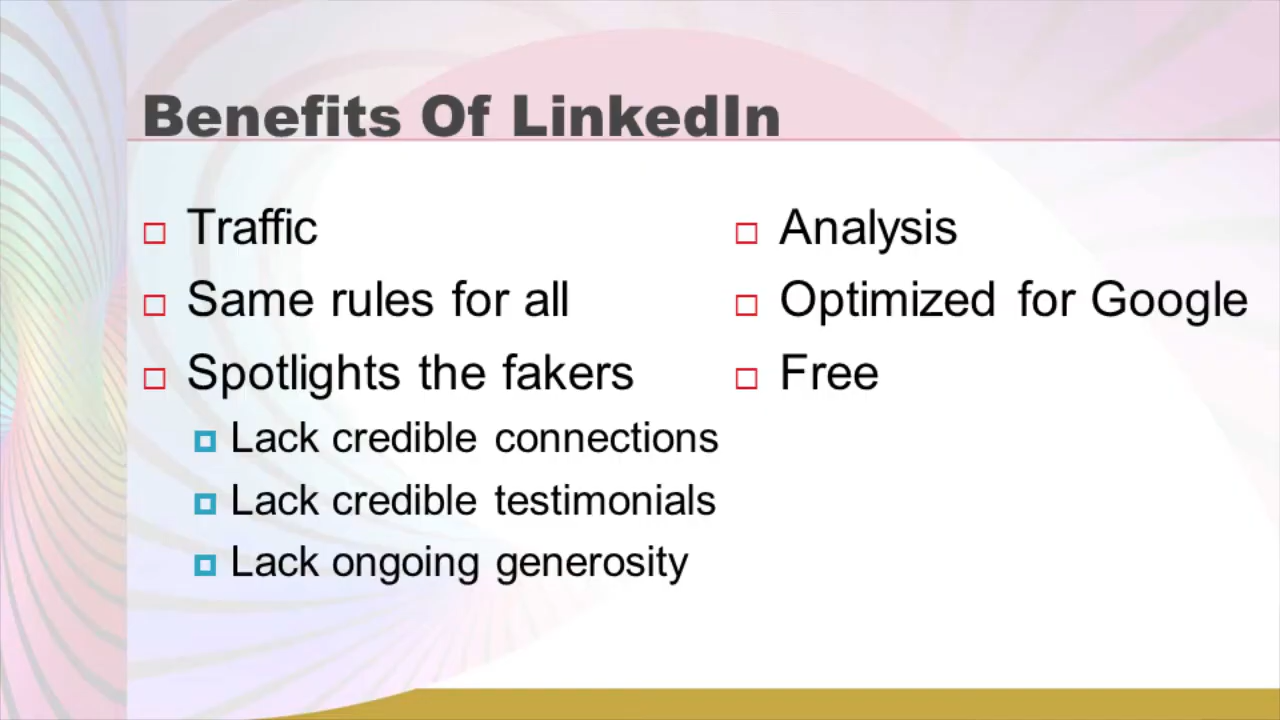 Benefits Of LinkedIn
Traffic
Same rules for all
Spotlights the fakers
Lack credible connections
Lack credible testimonials
Lack ongoing generosity
Analysis
Optimized for Google
Free